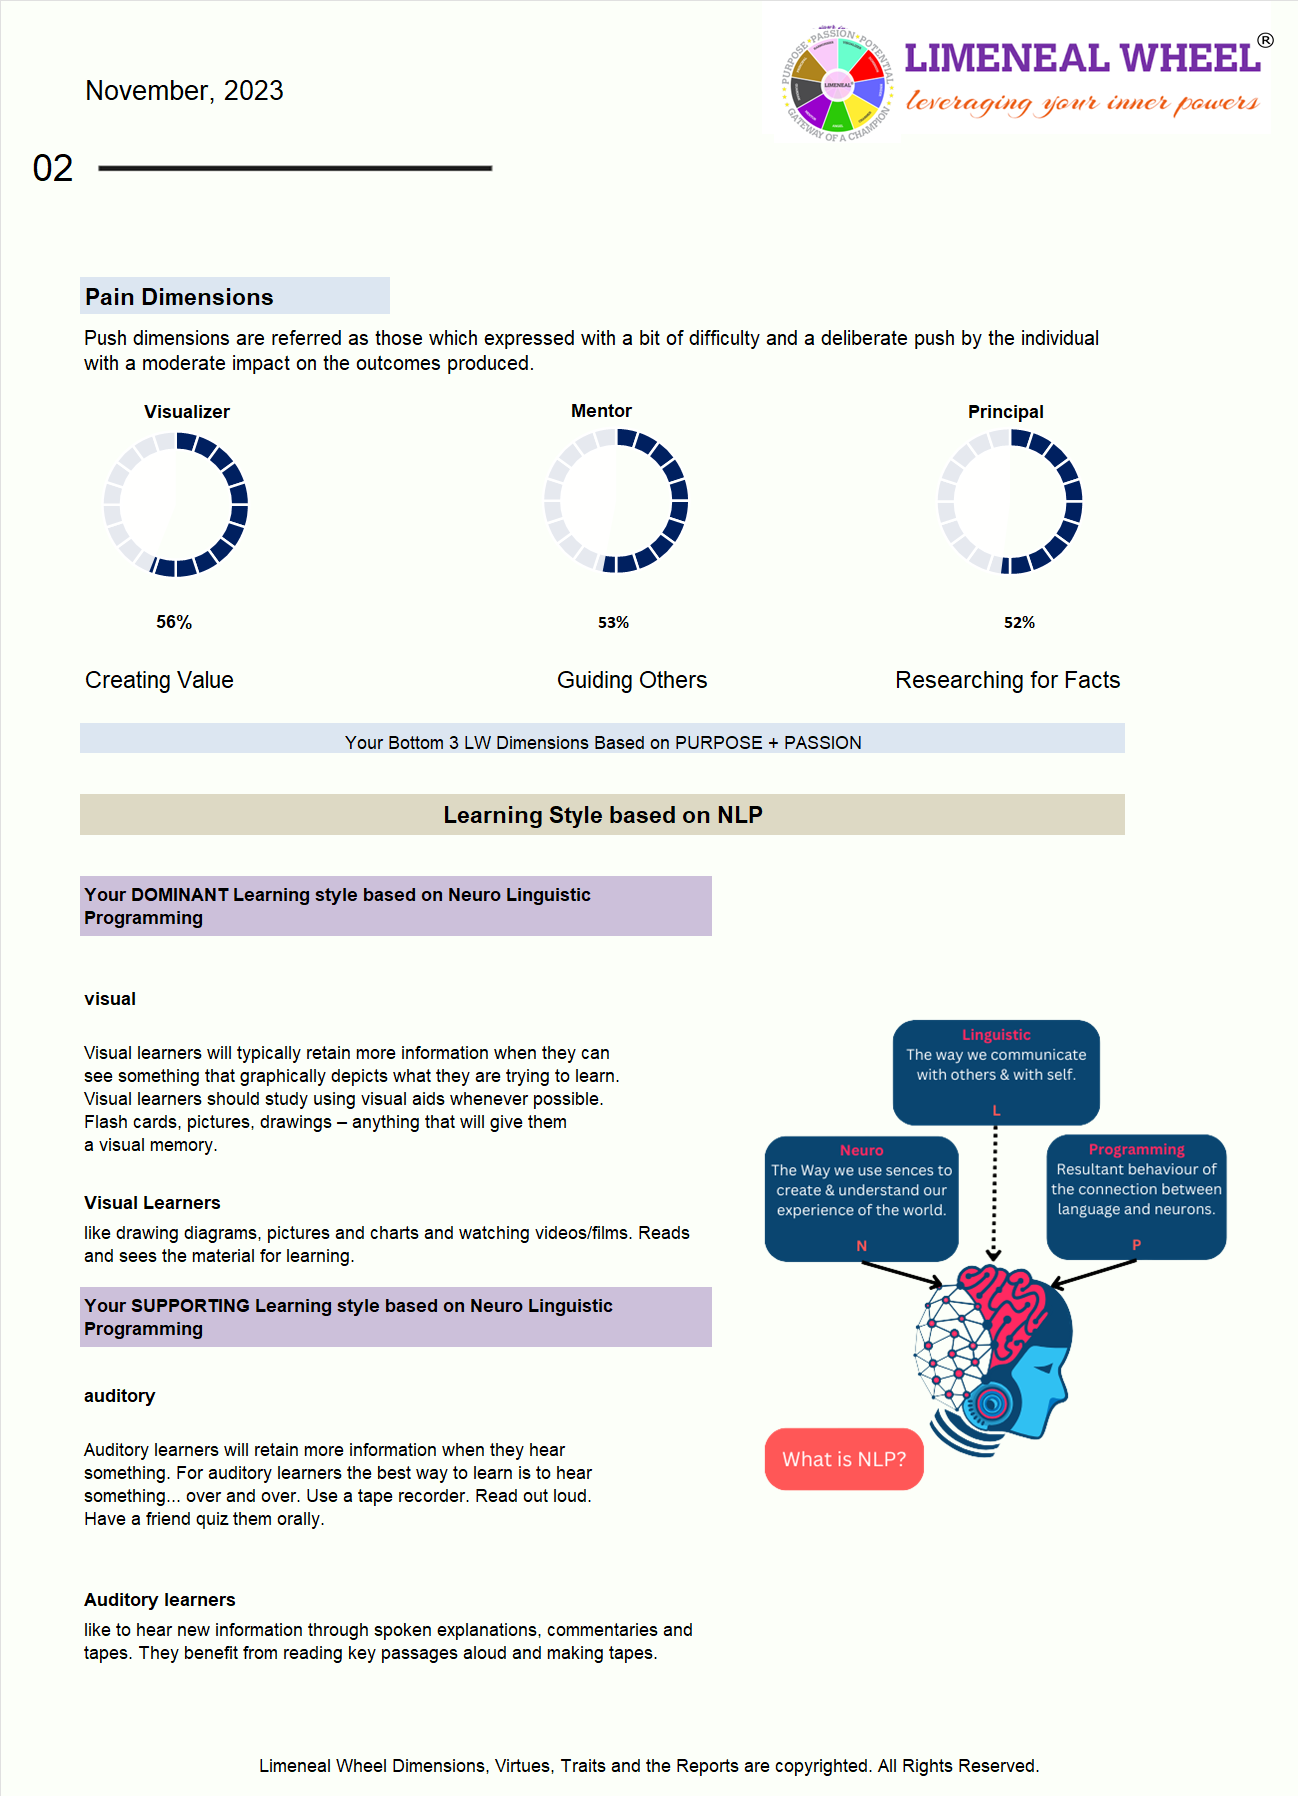 November, 2023
PURPOSE PASSION POTENTIAL
LIMENEAL
GATEWAY OF A CHAMPION
LIMENEAL WHEEL®
leveraging your inner powers
02
Pain Dimensions
Push dimensions are referred as those which expressed with a bit of difficulty and a deliberate push by the individual
with a moderate impact on the outcomes produced.
Visualizer
Mentor
Principal
56%
53%
52%
Creating Value
Guiding Others
Researching for Facts
Your Bottom 3 LW Dimensions Based on PURPOSE + PASSION
Learning Style based on NLP
Your DOMINANT Learning style based on Neuro Linguistic
Programming
visual
Visual learners will typically retain more information when they can
see something that graphically depicts what they are trying to learn.
Visual learners should study using visual aids whenever possible.
Flash cards, pictures, drawings – anything that will give them
a visual memory.
Visual Learners
like drawing diagrams, pictures and charts and watching videos/films. Reads
and sees the material for learning.
Your SUPPORTING Learning style based on Neuro Linguistic
Programming
auditory
Auditory learners will retain more information when they hear
something. For auditory learners the best way to learn is to hear
something... over and over. Use a tape recorder. Read out loud.
Have a friend quiz them orally.
Auditory learners
like to hear new information through spoken explanations, commentaries and
tapes. They benefit from reading key passages aloud and making tapes.
Linguistic
The way we communicate
with others & with self.
L
Neuro
The Way we use sences to
create & understand our
experience of the world.
N
Programming
Resultant behaviour of
the connection between
language and neurons.
P
What is NLP?
Limeneal Wheel Dimensions, Virtues, Traits and the Reports are copyrighted. All Rights Reserved.